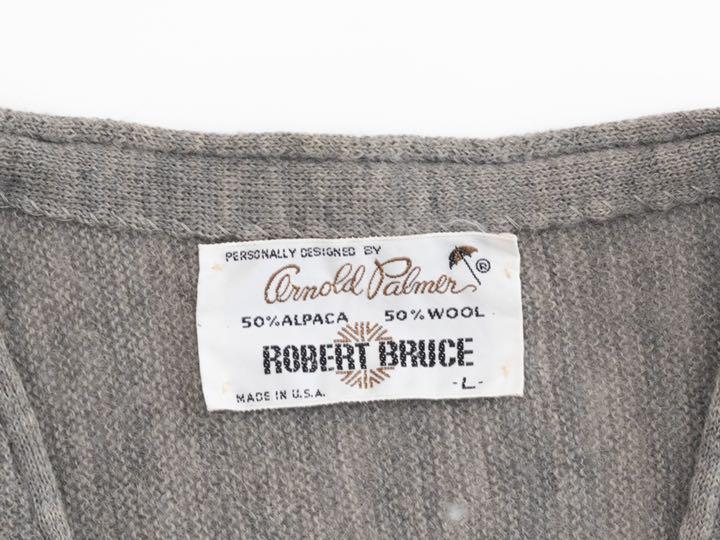 PERSONALLY DESIGNED BY
Arnold Palmer ®
50% ALPACA 50% WOOL
ROBERT BRUCE
MADE IN U.S.A. -L-